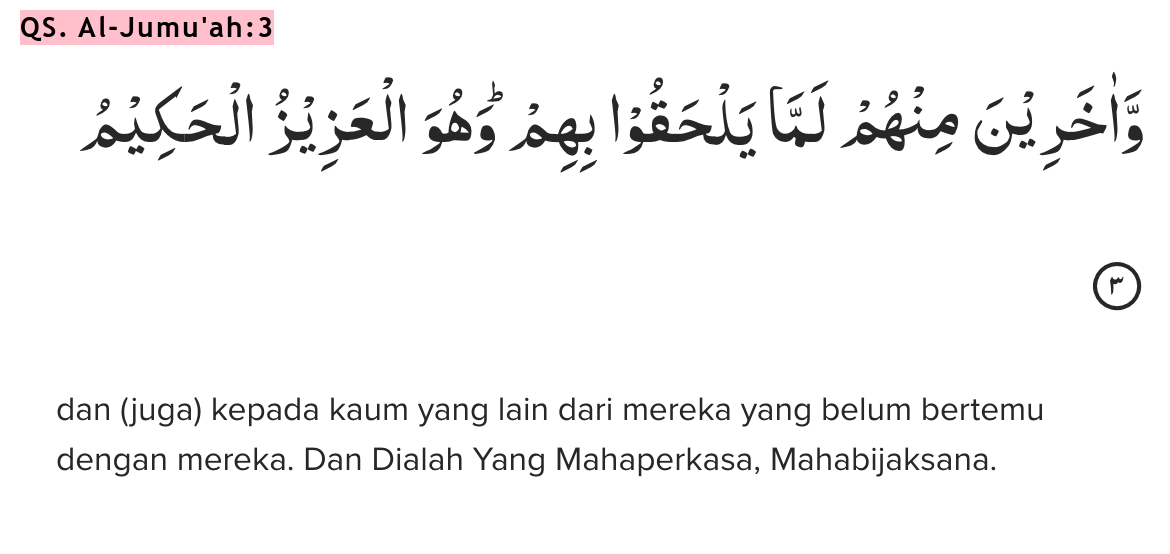 QS. Al-Jumu'ah:3
وَّاٰخَرِيْنَ مِنْهُمْ لَمَّا يَلْحَقُوْا بِهِمْۗ وَهُوَ الْعَزِيْزُ الْحَكِيْمُ
٣
dan (juga) kepada kaum yang lain dari mereka yang belum bertemu
dengan mereka. Dan Dialah Yang Mahaperkasa, Mahabijaksana.